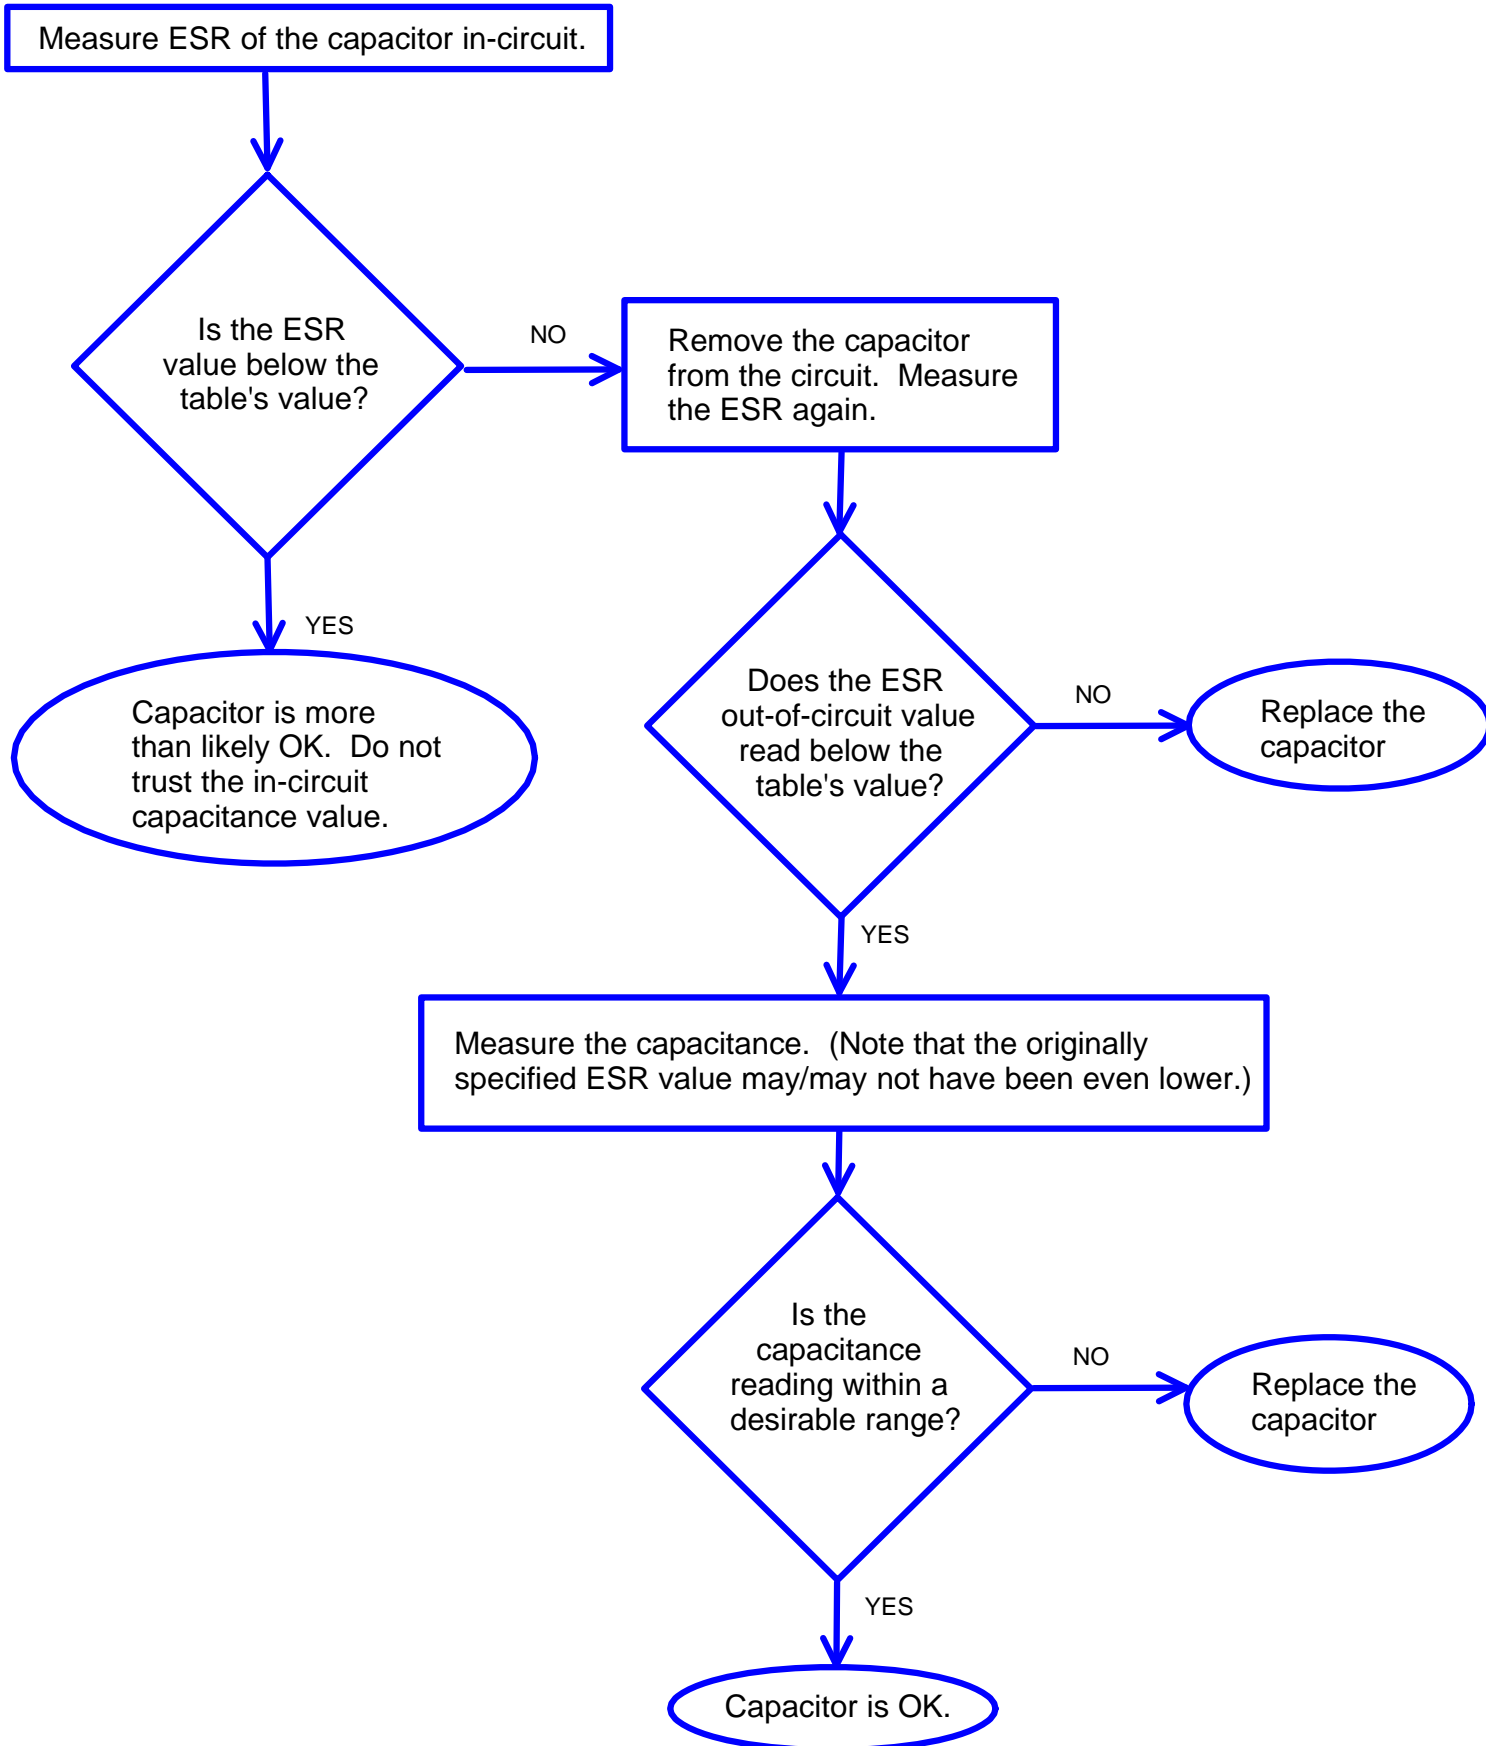 Measure ESR of the capacitor in-circuit.
Is the ESR
value below the
table's value?
NO
Remove the capacitor
from the circuit.  Measure
the ESR again.
YES
Capacitor is more
than likely OK.  Do not
trust the in-circuit
capacitance value.
Does the ESR
out-of-circuit value
read below the
table's value?
NO
Replace the
capacitor
YES
Measure the capacitance.  (Note that the originally
specified ESR value may/may not have been even lower.)
Is the
capacitance
reading within a
desirable range?
NO
Replace the
capacitor
YES
Capacitor is OK.